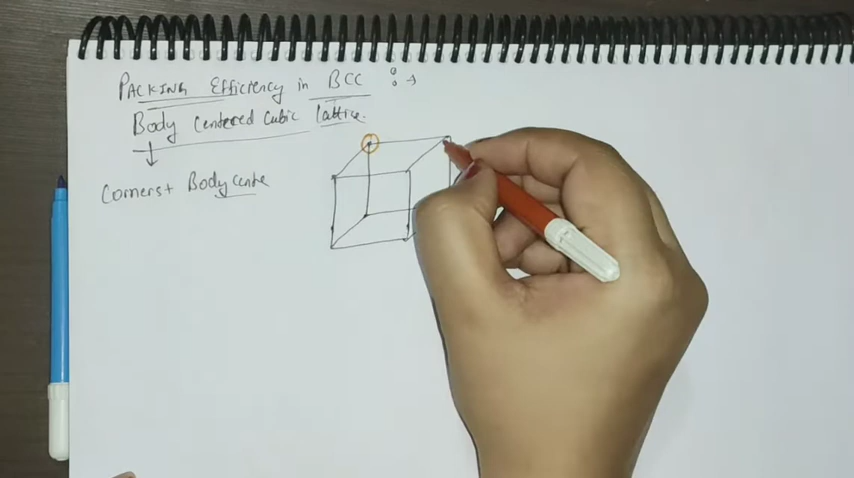 Packing Efficiency in BCC :→
Body Centered Cubic Lattice.
Corners + Body Centre